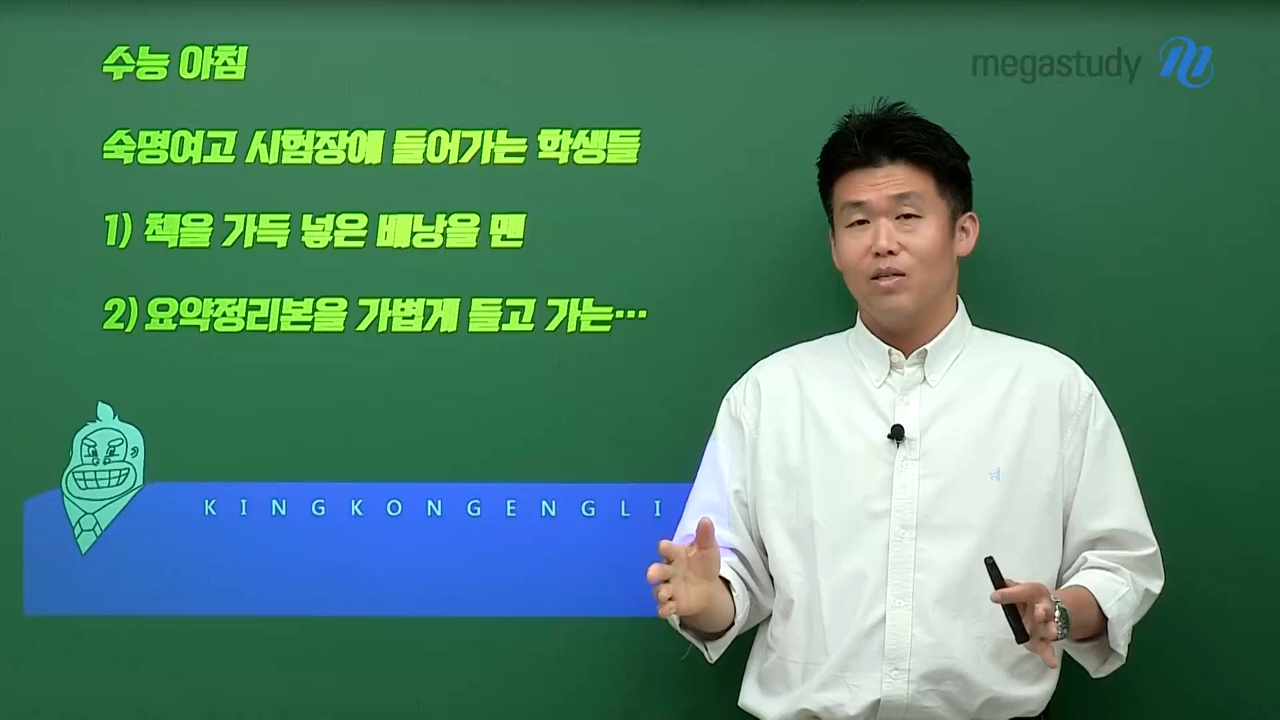 수능 아침
megastudy
숙명여고 시험장에 들어가는 학생들
1) 책을 가득 넣은 배낭을 맨
2) 요약정리본을 가볍게 들고 가는…
KINGKONGENGLI